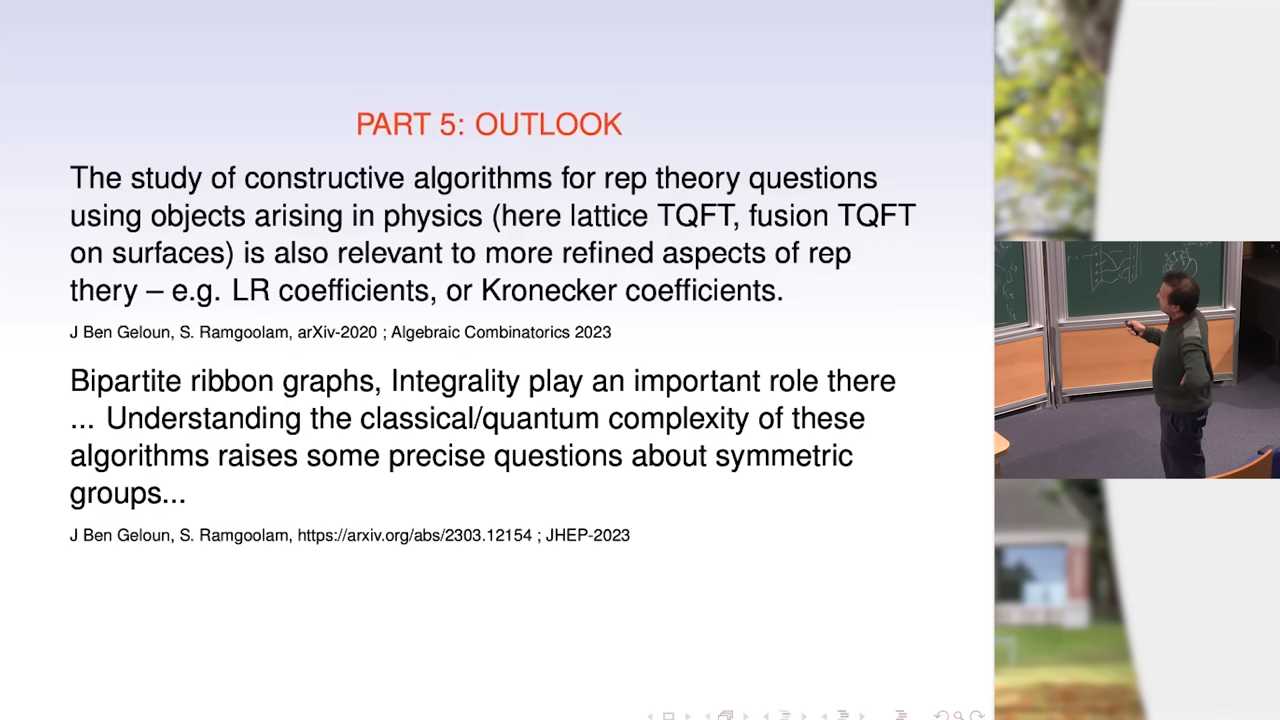 PART 5: OUTLOOK
The study of constructive algorithms for rep theory questions
using objects arising in physics (here lattice TQFT, fusion TQFT
on surfaces) is also relevant to more refined aspects of rep
thery – e.g. LR coefficients, or Kronecker coefficients.
J Ben Geloun, S. Ramgoolam, arXiv-2020 ; Algebraic Combinatorics 2023
Bipartite ribbon graphs, Integrality play an important role there
... Understanding the classical/quantum complexity of these
algorithms raises some precise questions about symmetric
groups...
J Ben Geloun, S. Ramgoolam, https://arxiv.org/abs/2303.12154 ; JHEP-2023